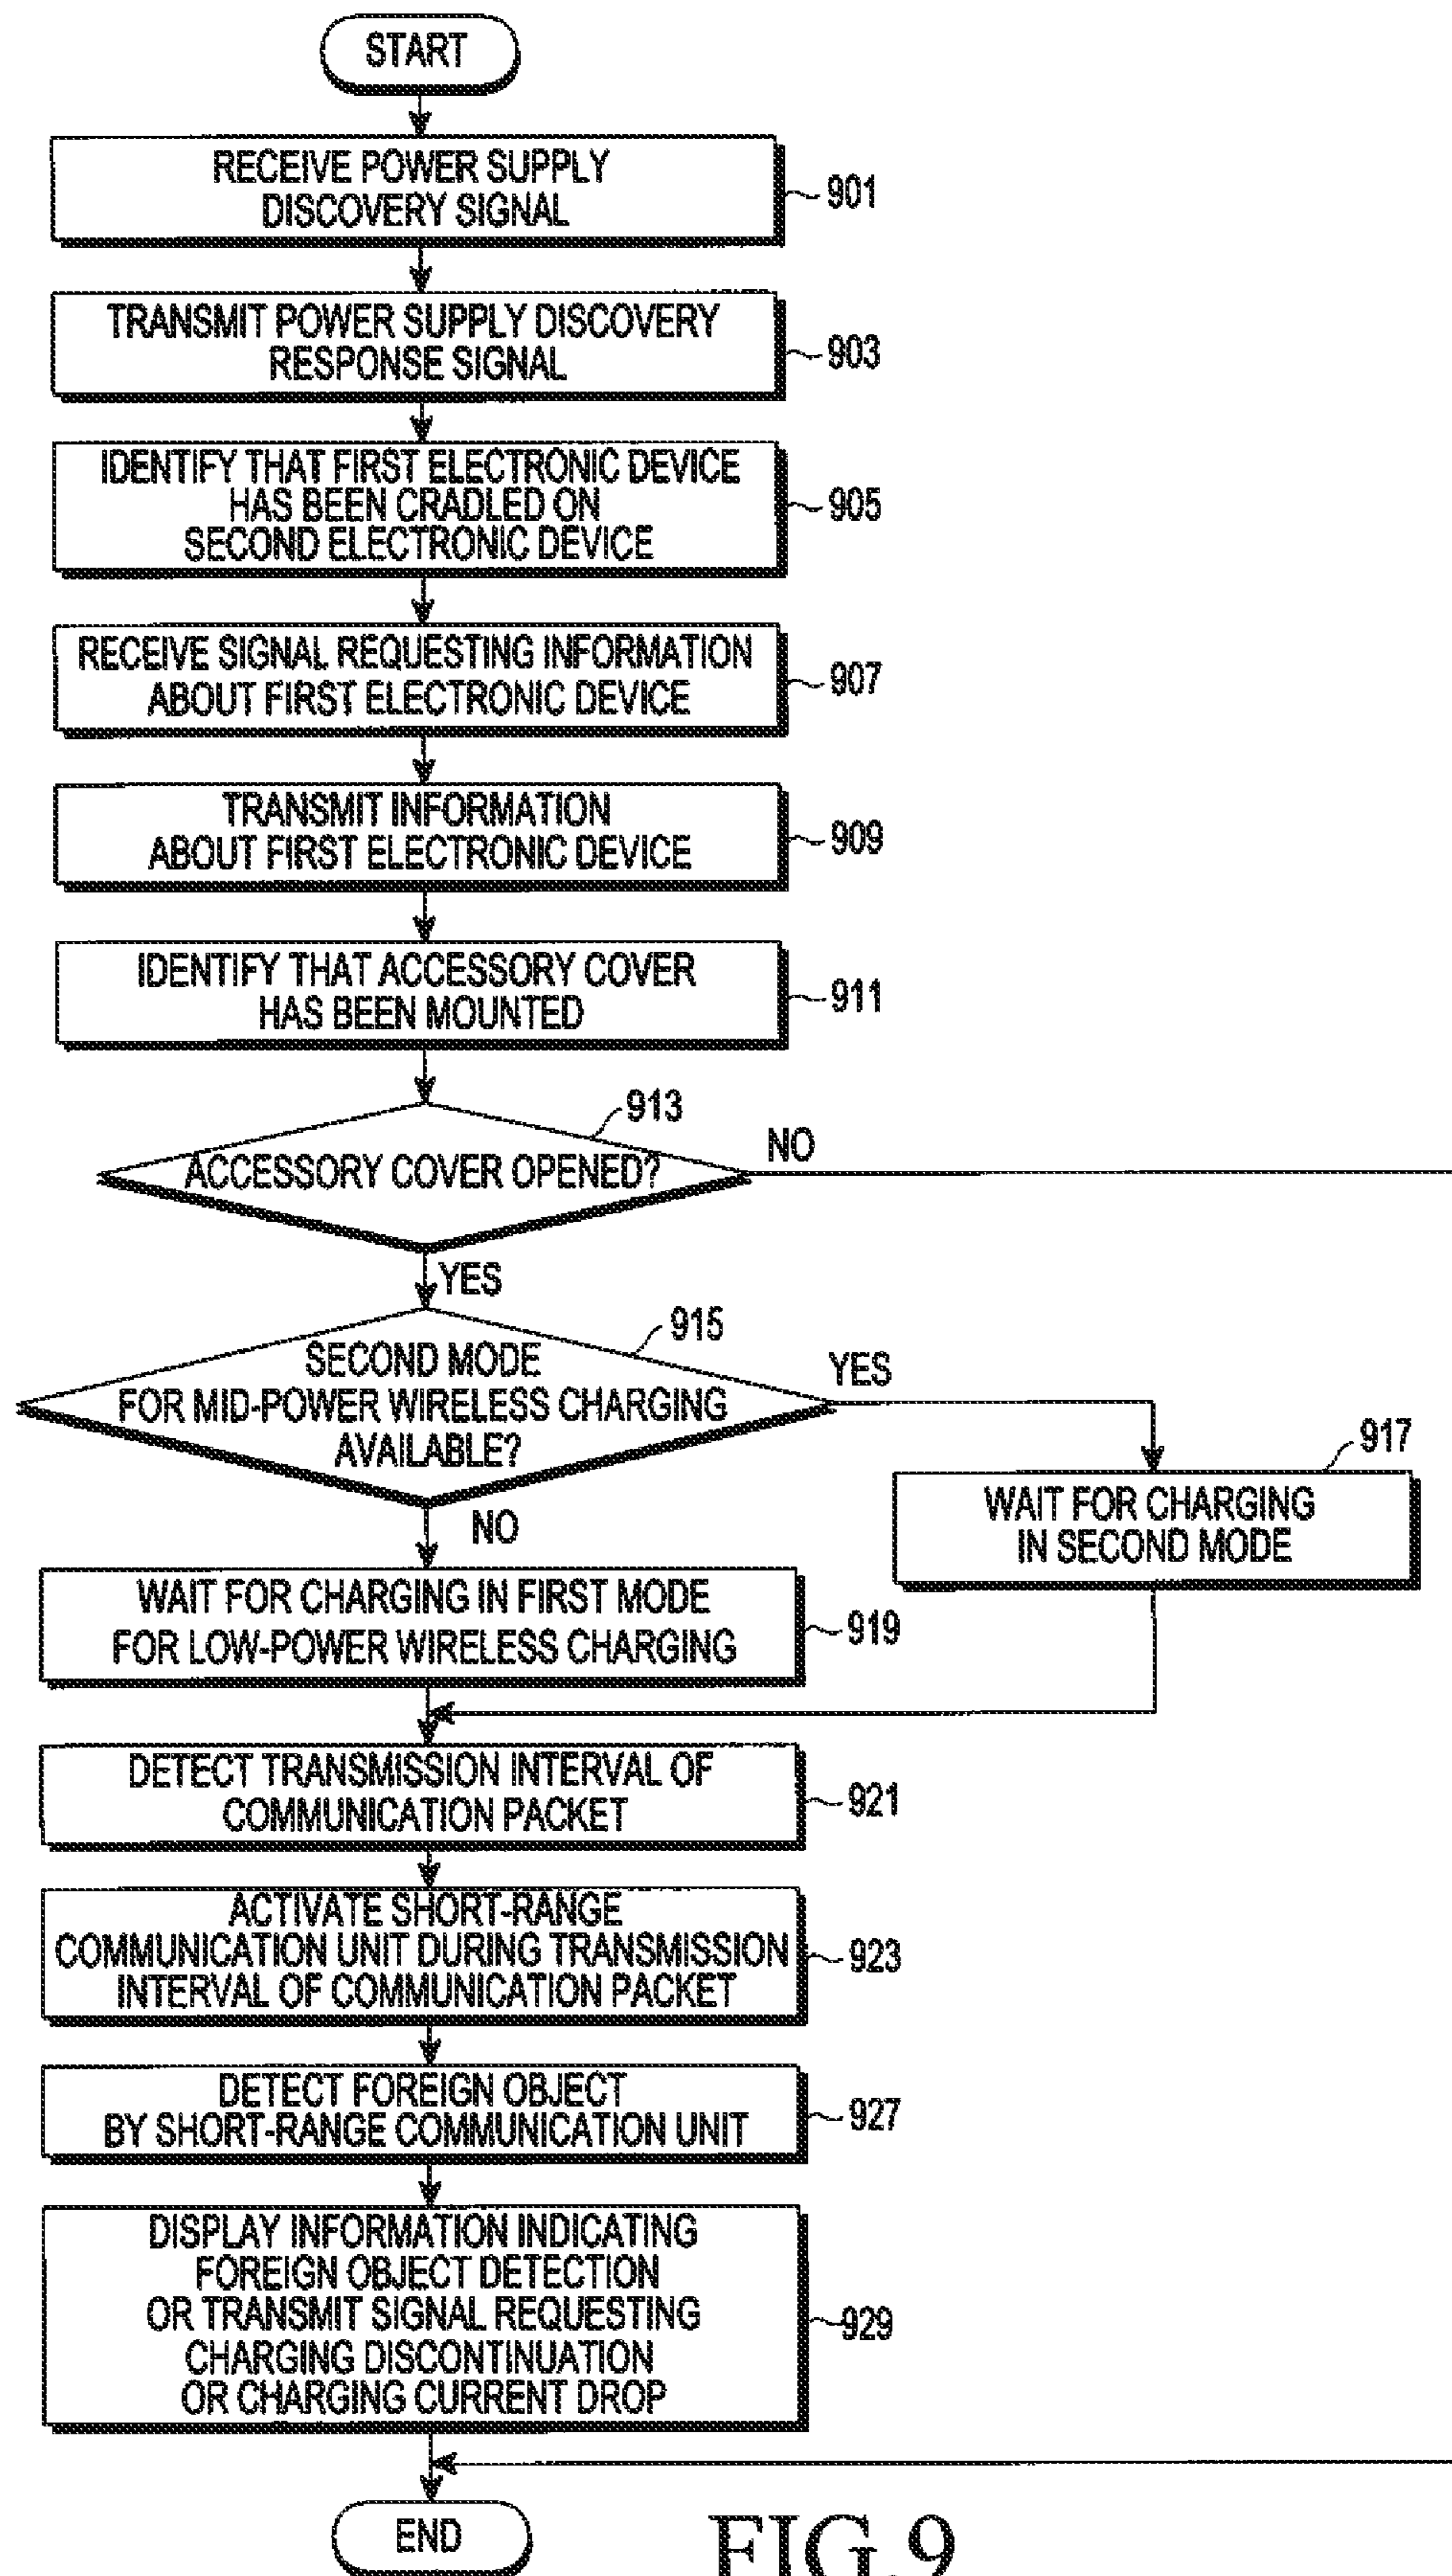 START
RECEIVE POWER SUPPLY
DISCOVERY SIGNAL
901
TRANSMIT POWER SUPPLY DISCOVERY
RESPONSE SIGNAL
903
IDENTIFY THAT FIRST ELECTRONIC DEVICE
HAS BEEN CRADLED ON
SECOND ELECTRONIC DEVICE
905
RECEIVE SIGNAL REQUESTING INFORMATION
ABOUT FIRST ELECTRONIC DEVICE
907
TRANSMIT INFORMATION
ABOUT FIRST ELECTRONIC DEVICE
909
IDENTIFY THAT ACCESSORY COVER
HAS BEEN MOUNTED
911
913
ACCESSORY COVER OPENED?
NO
YES
915
SECOND MODE
FOR MID-POWER WIRELESS CHARGING
AVAILABLE?
YES
917
WAIT FOR CHARGING
IN SECOND MODE
NO
WAIT FOR CHARGING IN FIRST MODE
FOR LOW-POWER WIRELESS CHARGING
919
DETECT TRANSMISSION INTERVAL OF
COMMUNICATION PACKET
921
ACTIVATE SHORT-RANGE
COMMUNICATION UNIT DURING TRANSMISSION
INTERVAL OF COMMUNICATION PACKET
923
DETECT FOREIGN OBJECT
BY SHORT-RANGE COMMUNICATION UNIT
927
DISPLAY INFORMATION INDICATING
FOREIGN OBJECT DETECTION
OR TRANSMIT SIGNAL REQUESTING
CHARGING DISCONTINUATION
OR CHARGING CURRENT DROP
929
END
FIG.9